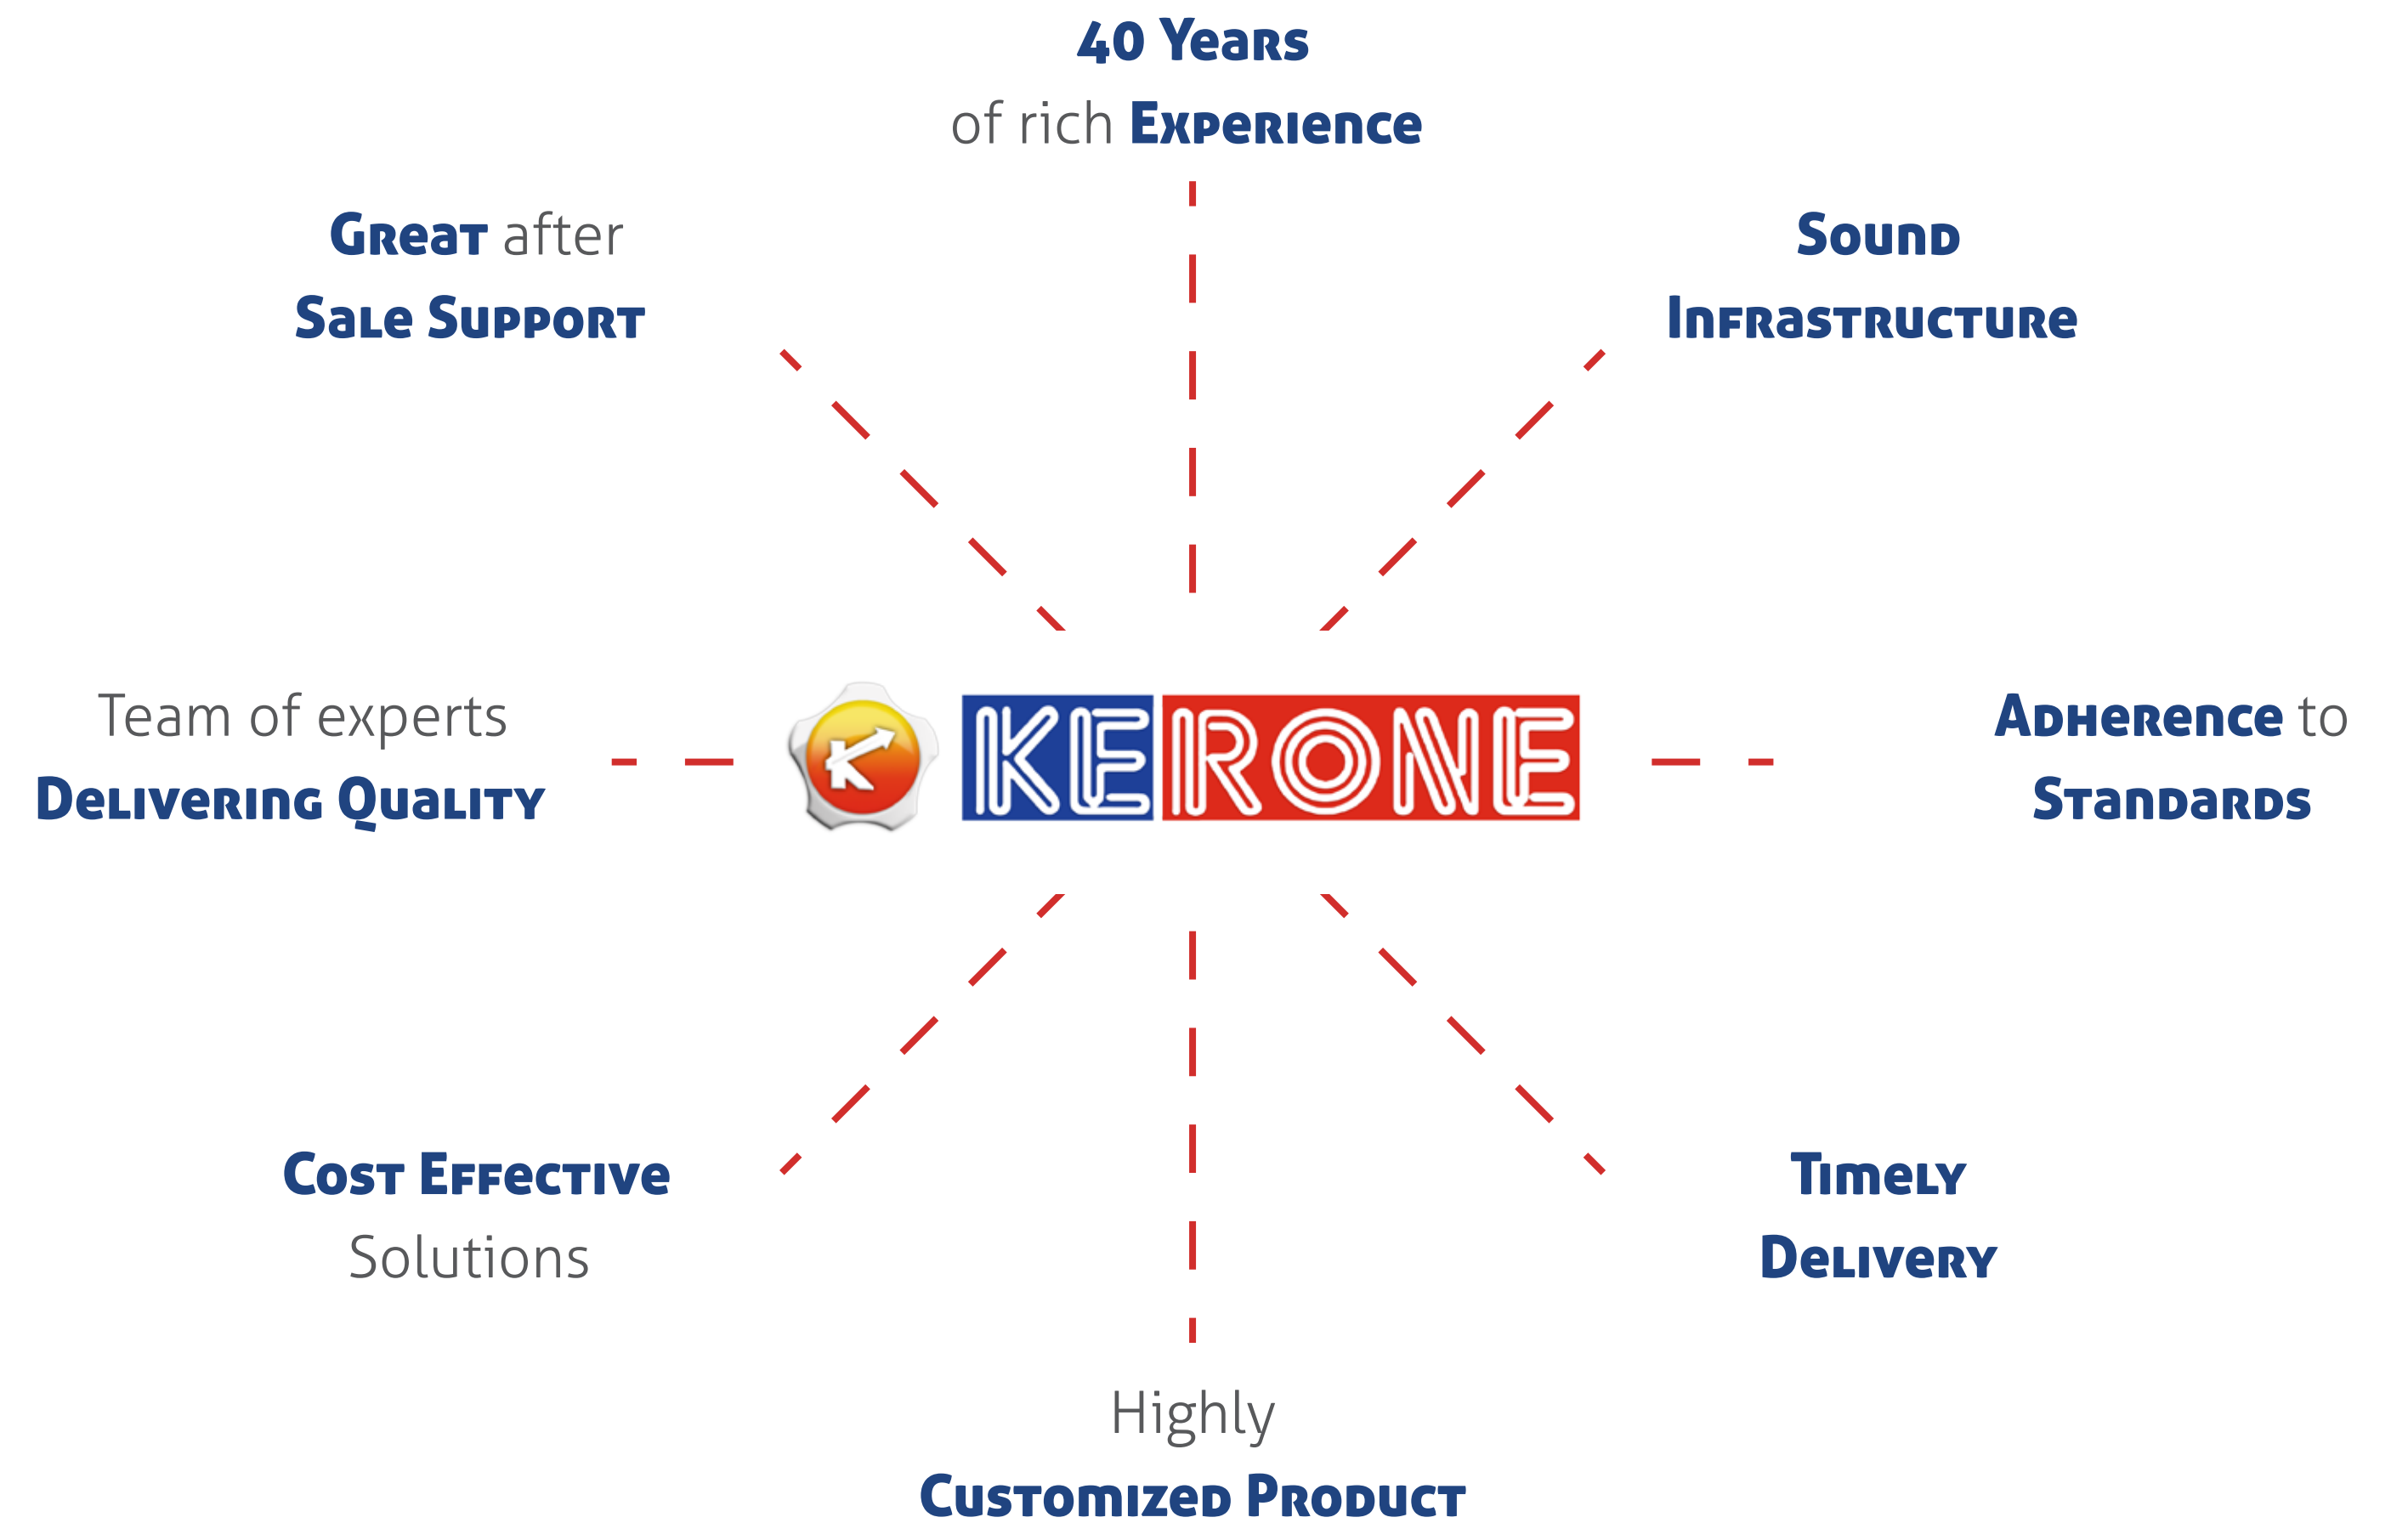 40 Years
of rich Experience
Great after
Sale Support
Sound
Infrastructure
Team of experts
Delivering Quality
K KERONE
Adherence to
Standards
Cost Effective
Solutions
Timely
Delivery
Highly
Customized Product